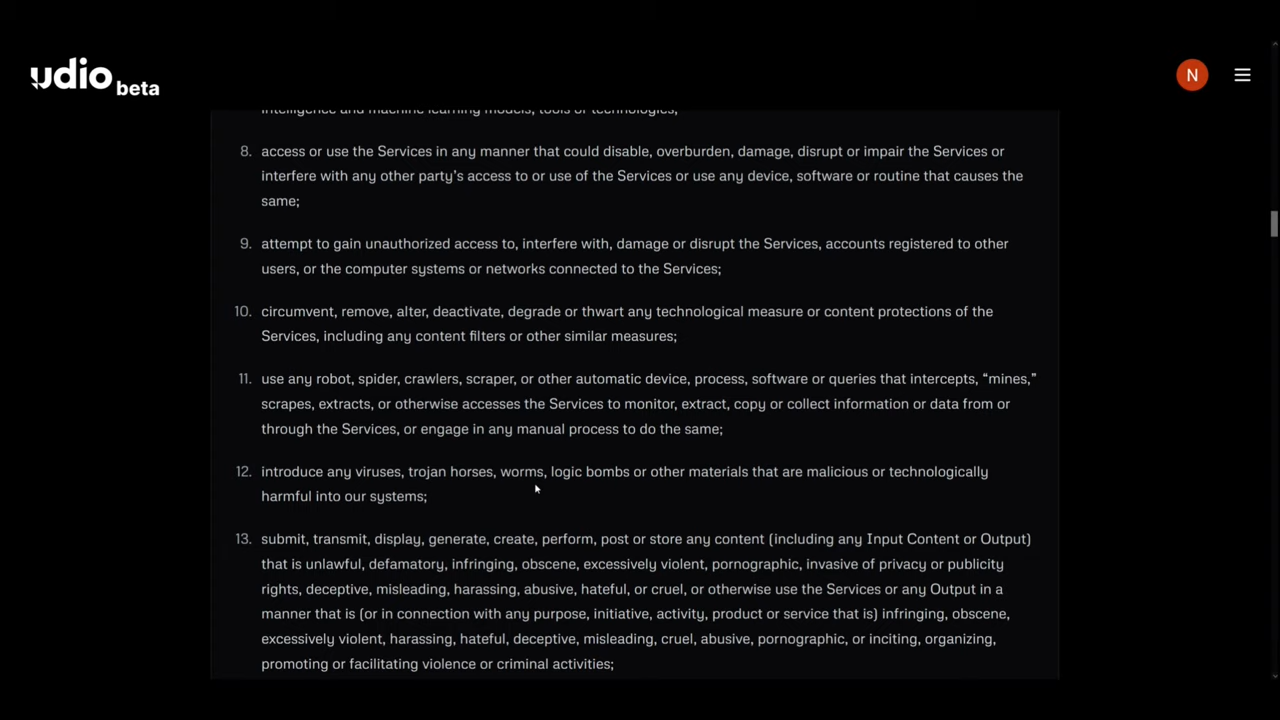 udio beta
N
intelligence and machine learning models, tools or technologies;
8. access or use the Services in any manner that could disable, overburden, damage, disrupt or impair the Services or
interfere with any other party's access to or use of the Services or use any device, software or routine that causes the
same;
9. attempt to gain unauthorized access to, interfere with, damage or disrupt the Services, accounts registered to other
users, or the computer systems or networks connected to the Services;
10. circumvent, remove, alter, deactivate, degrade or thwart any technological measure or content protections of the
Services, including any content filters or other similar measures;
11. use any robot, spider, crawlers, scraper, or other automatic device, process, software or queries that intercepts, “mines,”
scrapes, extracts, or otherwise accesses the Services to monitor, extract, copy or collect information or data from or
through the Services, or engage in any manual process to do the same;
12. introduce any viruses, trojan horses, worms, logic bombs or other materials that are malicious or technologically
harmful into our systems;
13. submit, transmit, display, generate, create, perform, post or store any content (including any Input Content or Output)
that is unlawful, defamatory, infringing, obscene, excessively violent, pornographic, invasive of privacy or publicity
rights, deceptive, misleading, harassing, abusive, hateful, or cruel, or otherwise use the Services or any Output in a
manner that is (or in connection with any purpose, initiative, activity, product or service that is) infringing, obscene,
excessively violent, harassing, hateful, deceptive, misleading, cruel, abusive, pornographic, or inciting, organizing,
promoting or facilitating violence or criminal activities;